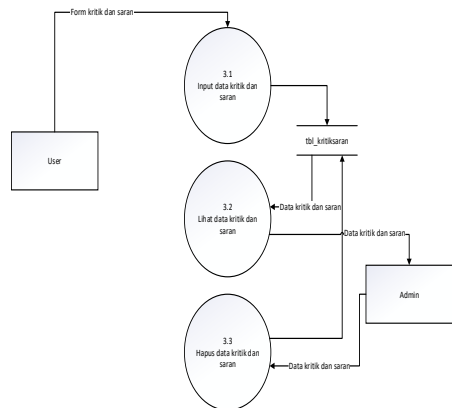 Form kritik dan saran
3.1
Input data kritik dan
saran
tbl_kritiksaran
User
3.2
Lihat data kritik dan
saran
Data kritik dan saran
Data kritik dan saran
Admin
3.3
Hapus data kritik dan
saran
Data kritik dan saran